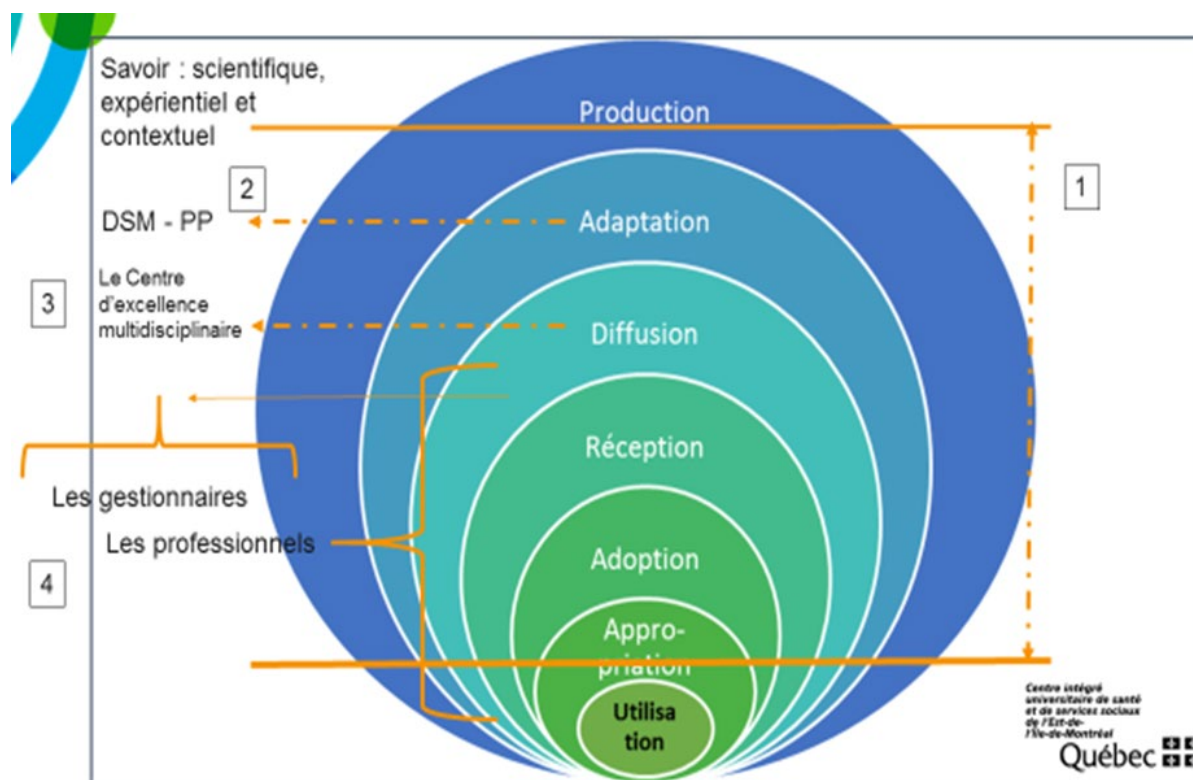 Savoir : scientifique,
expérientiel et
contextuel
Production
1
2
DSM - PP
Adaptation
3
Le Centre
d'excellence
multidisciplinaire
Diffusion
Réception
Les gestionnaires
Les professionnels
Adoption
4
Appro-
priation
Utilisa
tion
Centre intégré
universitaire de santé
et de services sociaux
de l'Est-de-
l'Île-de-Montréal
Québec